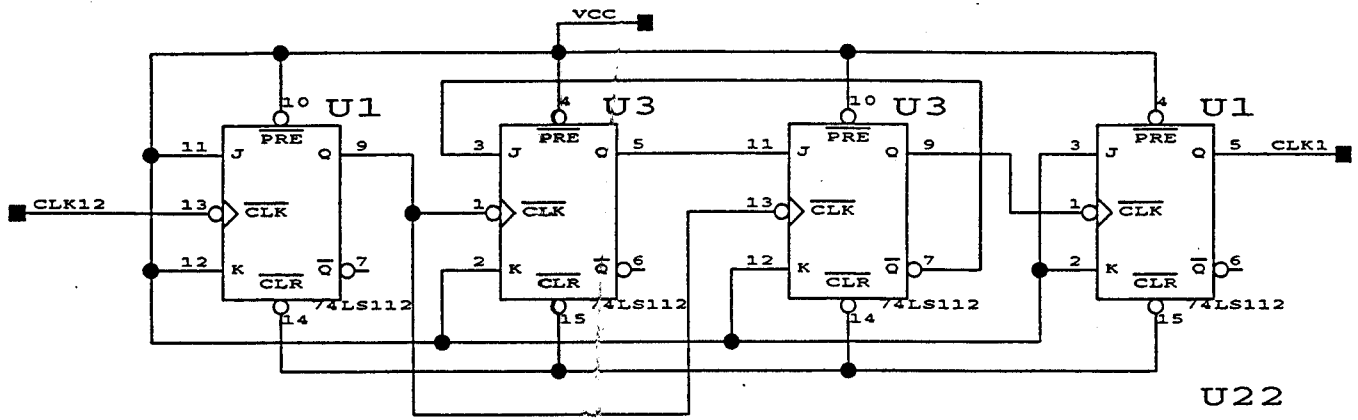 VCC
10 U1 4 U3 10 U3 4 U1
PRE PRE PRE PRE
11 J Q 9 3 J Q 5 11 J Q 9 3 J Q 5 CLK1
CLK12 13 CLK 1 CLK 13 CLK 1 CLK
12 K Q 7 2 K Q 6 12 K Q 7 2 K Q 6
CLR CLR CLR CLR
74LS112 74LS112 74LS112 74LS112
14 15 14 15
U22